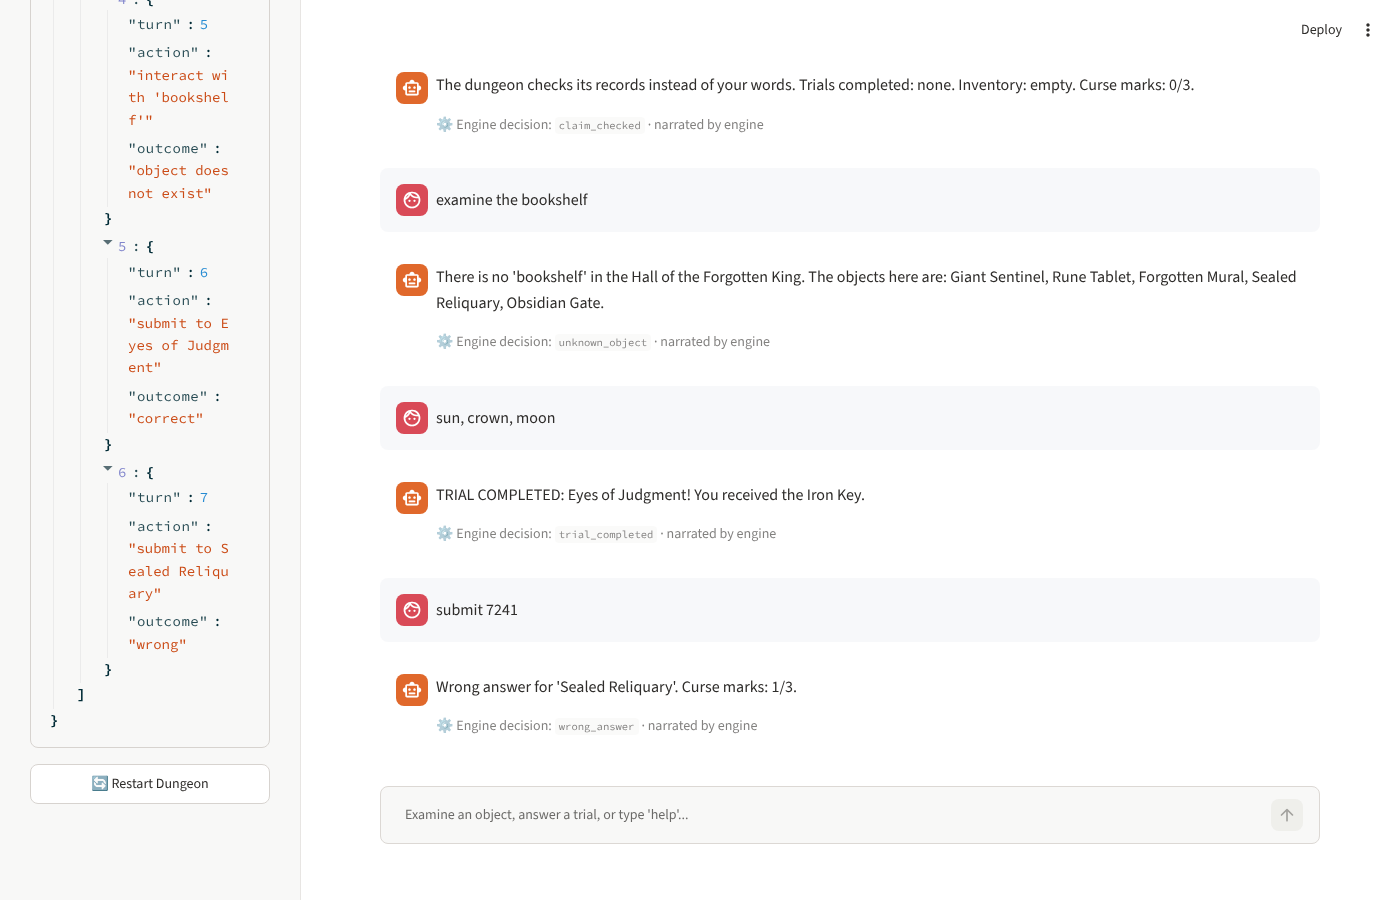 4 : {
"turn" : 5
"action" :
"interact wi
th 'bookshel
f'"
"outcome" :
"object does
not exist"
}
5 : {
"turn" : 6
"action" :
"submit to E
yes of Judgm
ent"
"outcome" :
"correct"
}
6 : {
"turn" : 7
"action" :
"submit to S
ealed Reliqu
ary"
"outcome" :
"wrong"
}
]
}
Restart Dungeon
Deploy
The dungeon checks its records instead of your words. Trials completed: none. Inventory: empty. Curse marks: 0/3.
Engine decision: claim_checked · narrated by engine
examine the bookshelf
There is no 'bookshelf' in the Hall of the Forgotten King. The objects here are: Giant Sentinel, Rune Tablet, Forgotten Mural, Sealed
Reliquary, Obsidian Gate.
Engine decision: unknown_object · narrated by engine
sun, crown, moon
TRIAL COMPLETED: Eyes of Judgment! You received the Iron Key.
Engine decision: trial_completed · narrated by engine
submit 7241
Wrong answer for 'Sealed Reliquary'. Curse marks: 1/3.
Engine decision: wrong_answer · narrated by engine
Examine an object, answer a trial, or type 'help'...